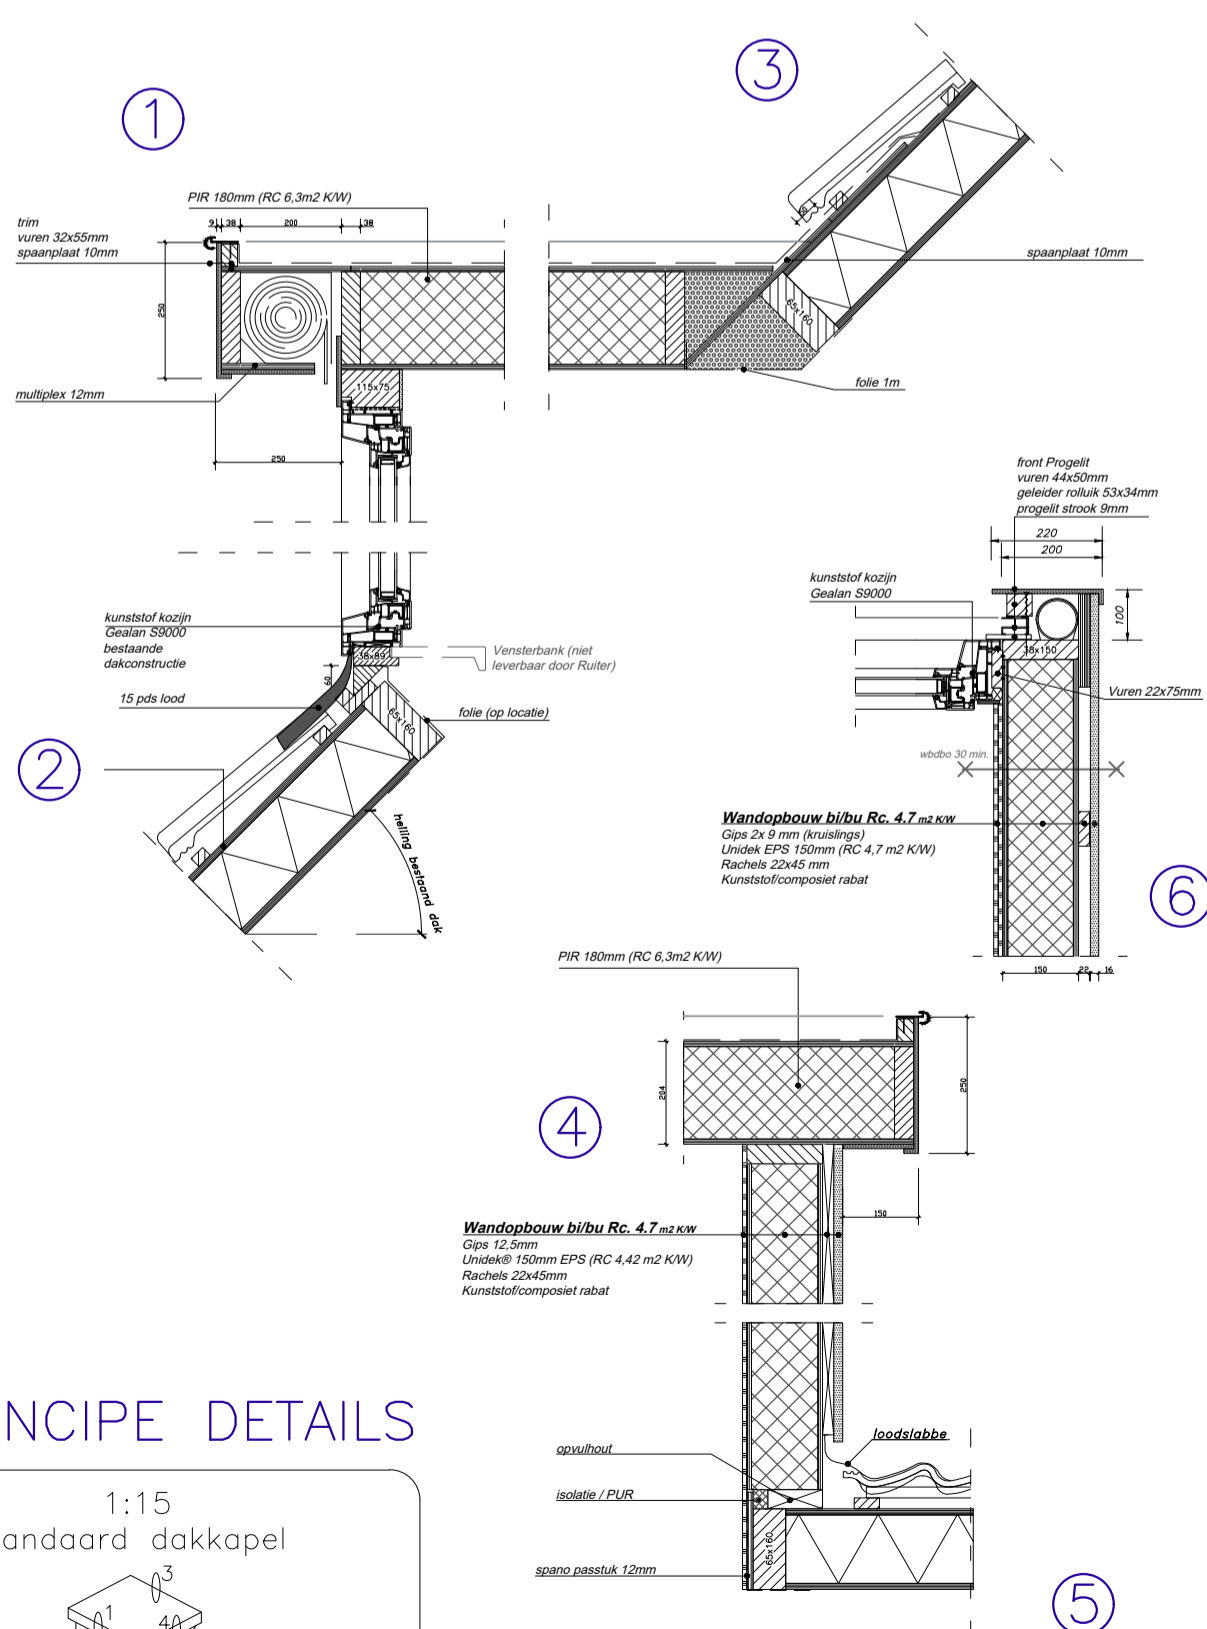 1
3
PIR 180mm (RC 6,3m2 K/W)
trim
vuren 32x55mm
spaanplaat 10mm
9
38
200
38
250
spaanplaat 10mm
65x160
multiplex 12mm
115x75
folie 1m
250
front Progelit
vuren 44x50mm
geleider rolluik 53x34mm
progelit strook 9mm
220
200
kunststof kozijn
Gealan S9000
100
38x150
kunststof kozijn
Gealan S9000
bestaande
dakconstructie
38x89
Vensterbank (niet
leverbaar door Ruiter)
60
15 pds lood
65x160
folie (op locatie)
Vuren 22x75mm
2
wbdbo 30 min.
helling bestaand dak
Wandopbouw bi/bu Rc. 4.7 m2 K/W
Gips 2x 9 mm (kruislings)
Unidek EPS 150mm (RC 4,7 m2 K/W)
Rachels 22x45 mm
Kunststof/composiet rabat
6
150
22
16
PIR 180mm (RC 6,3m2 K/W)
204
250
4
150
Wandopbouw bi/bu Rc. 4.7 m2 K/W
Gips 12,5mm
Unidek® 150mm EPS (RC 4,42 m2 K/W)
Rachels 22x45mm
Kunststof/composiet rabat
NCIPE DETAILS
opvulhout
loodslabbe
isolatie / PUR
65x160
spano passtuk 12mm
1:15
andaard dakkapel
3
1
4
5